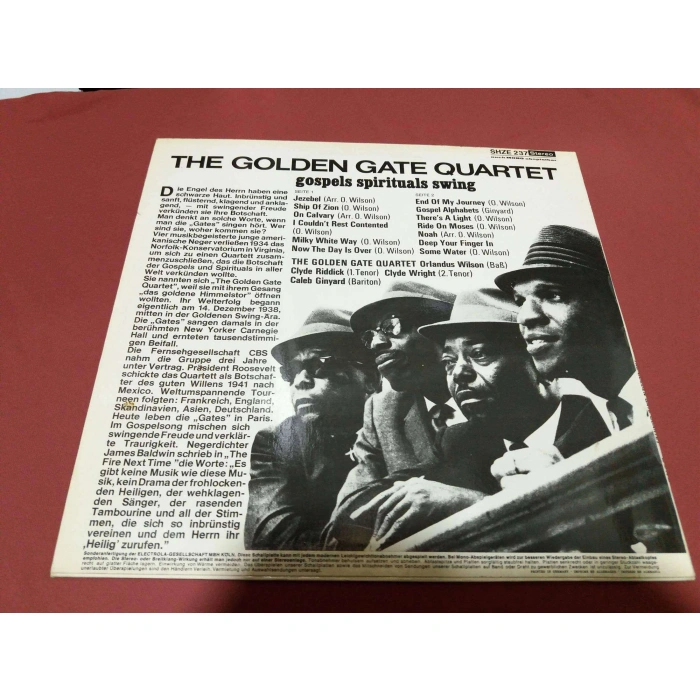 SHZE 237 Stereo
THE GOLDEN GATE QUARTET
gospels spirituals swing
Die Engel des Herrn haben eine
schwarze Haut. Inbrünstig und
sanft, flüsternd, klagend und ankla-
gend, – mit swingender Freude
verkünden sie Ihre Botschaft.
Man denkt an solche Worte, wenn
man die „Gates" singen hört. Wer
sind sie, woher kommen sie?
Vier musikbegeisterte junge ameri-
kanische Neger verließen 1934 das
Norfolk-Konservatorium in Virginia,
um sich zu einen Quartett zusam-
menzuschließen, das die Botschaft
der Gospels und Spirituals in aller
Welt verkünden wollte.
Sie nannten sich „The Golden Gate
Quartet", weil sie mit ihrem Gesang
„das goldene Himmelstor" öffnen
wollten. Ihr Welterfolg begann
eigentlich am 14. Dezember 1938,
mitten in der Goldenen Swing-Ära.
Die „Gates" sangen damals in der
berühmten New Yorker Carnegie
Hall und ernteten tausendstimmi-
gen Beifall.
Die Fernsehgesellschaft CBS
nahm die Gruppe drei Jahre
unter Vertrag. Präsident Roosevelt
schickte das Quartett als Botschaf-
ter des guten Willens 1941 nach
Mexico. Weltumspannende Tour-
neen folgten: Frankreich, England,
Skandinavien, Asien, Deutschland.
Heute leben die „Gates" in Paris.
Im Gospelsong mischen sich
swingende Freude und verklär-
te Traurigkeit. Negerdichter
James Baldwin schrieb in „The
Fire Next Time "die Worte: „Es
gibt keine Musik wie diese Mu-
sik, kein Drama der frohlocken-
den Heiligen, der wehklagen-
den Sänger, der rasenden
Tambourine und all der Stim-
men, die sich so inbrünstig
vereinen und dem Herrn ihr
‚Heilig' zurufen."
SEITE 1
Jezebel (Arr. O. Wilson)
Ship Of Zion (O. Wilson)
On Calvary (Arr. O. Wilson)
I Couldn't Rest Contented
(O. Wilson)
Milky White Way (O. Wilson)
Now The Day Is Over (O. Wilson)
SEITE 2
End Of My Journey (O. Wilson)
Gospel Alphabets (Ginyard)
There's A Light (O. Wilson)
Ride On Moses (O. Wilson)
Noah (Arr. O. Wilson)
Deep Your Finger In
Some Water (O. Wilson)
THE GOLDEN GATE QUARTET Orlandus Wilson (Baß)
Clyde Riddick (1. Tenor) Clyde Wright (2. Tenor)
Caleb Ginyard (Bariton)